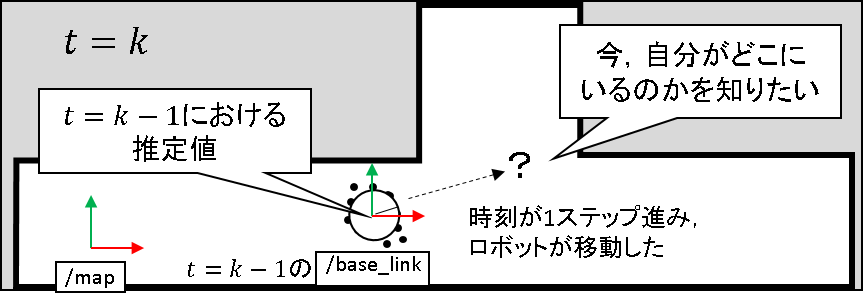 t = k
今，自分がどこに
いるのかを知りたい
t = k − 1における
推定値
？
時刻が1ステップ進み，
ロボットが移動した
/map
t = k − 1の
/base_link